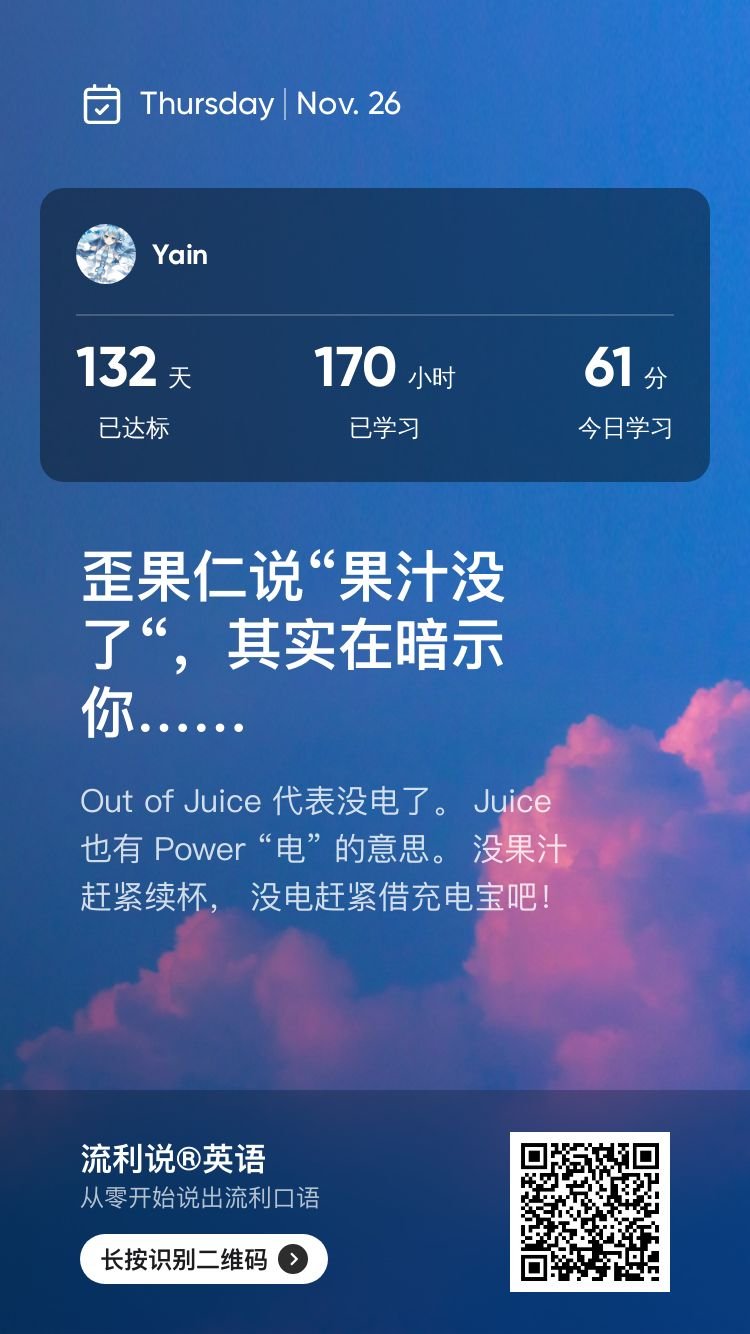 Thursday | Nov. 26
Yain
132 天 170 小时 61 分
已达标 已学习 今日学习
歪果仁说“果汁没
了“，其实在暗示
你……
Out of Juice 代表没电了。 Juice
也有 Power “电” 的意思。 没果汁
赶紧续杯， 没电赶紧借充电宝吧！
流利说®英语
从零开始说出流利口语
长按识别二维码